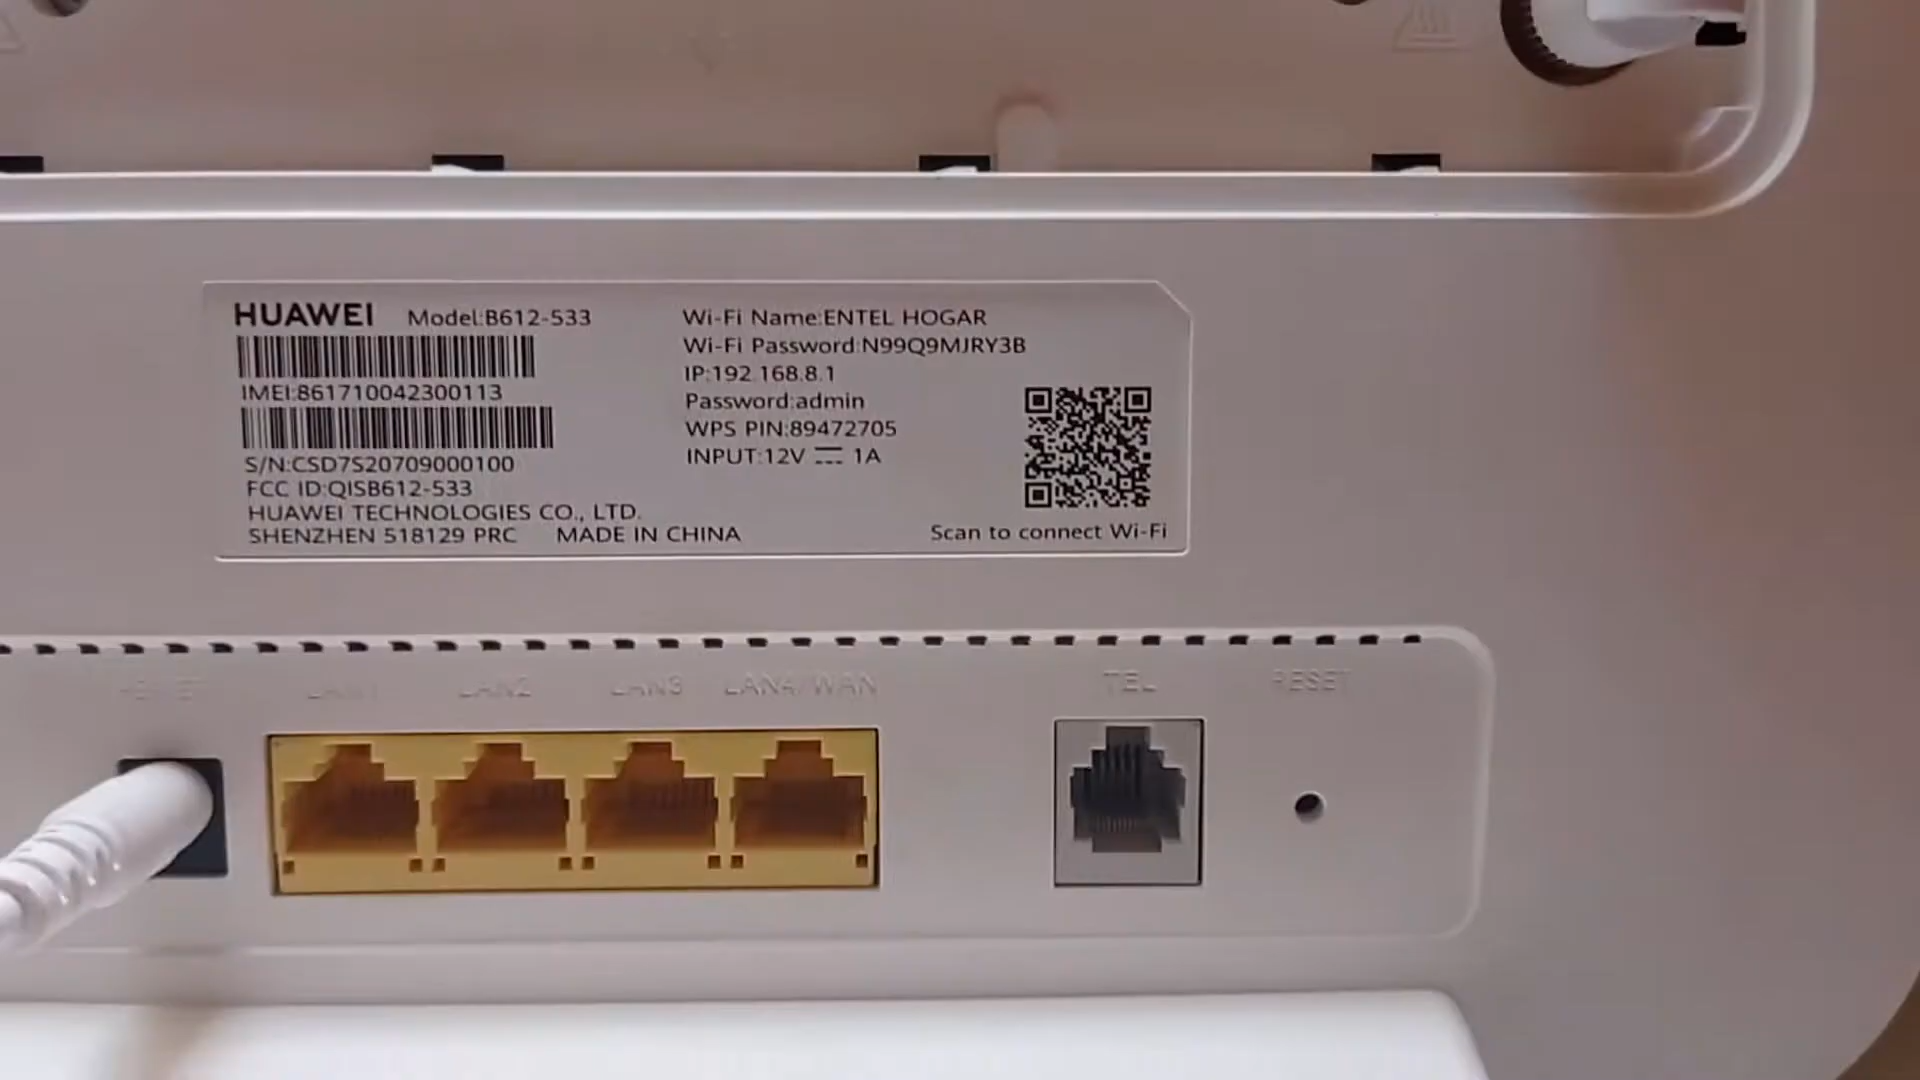 HUAWEI Model:B612-533
IMEI:861710042300113
S/N:CSD7S20709000100
FCC ID:QISB612-533
HUAWEI TECHNOLOGIES CO., LTD.
SHENZHEN 518129 PRC MADE IN CHINA
Wi-Fi Name:ENTEL HOGAR
Wi-Fi Password:N99Q9MJRY3B
IP:192.168.8.1
Password:admin
WPS PIN:89472705
INPUT:12V ⎓ 1A
Scan to connect Wi-Fi
LAN1 LAN2 LAN3 LAN4/WAN TEL RESET